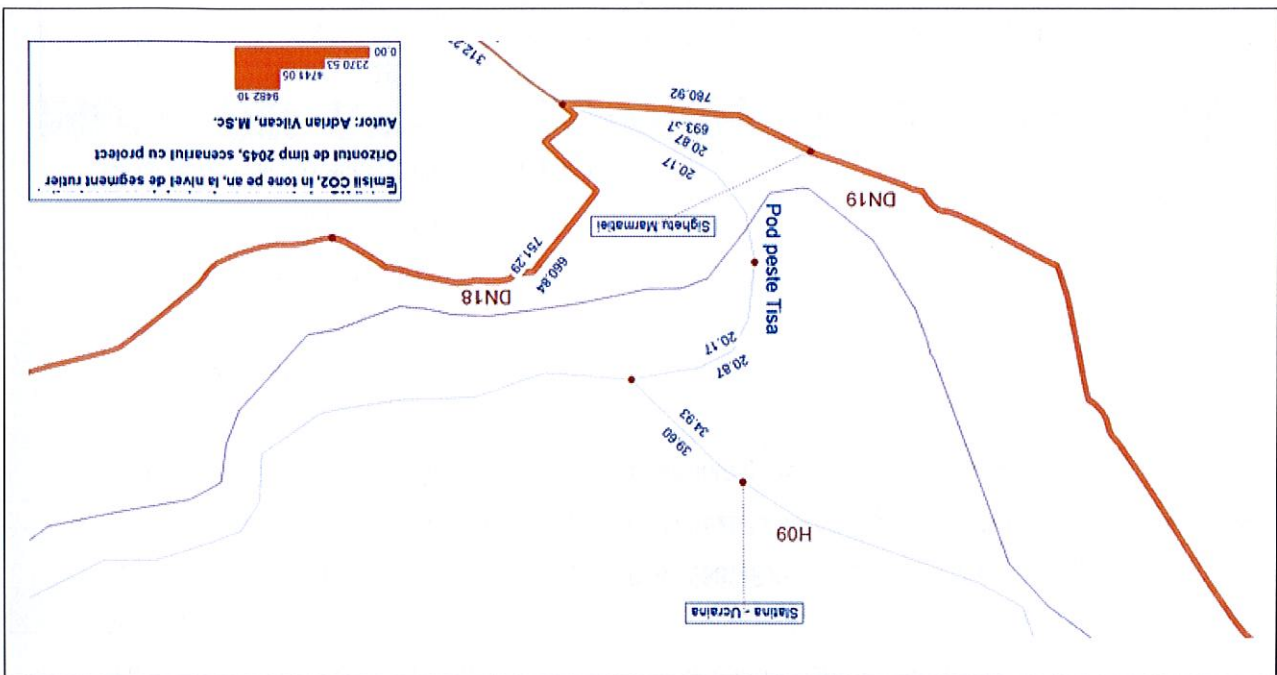 Slatina - Ucraina
H09
39.60
34.93
20.87
20.17
Pod peste Tisa
DN18
660.84
751.29
DN19
Sighetu Marmatiei
20.17
20.87
693.37
780.92
312.2
Emisii CO2, in tone pe an, la nivel de segment rutier
Orizontul de timp 2045, scenariul cu proiect
Autor: Adrian Vilcan, M.Sc.
9482.10
4741.05
2370.53
0.00